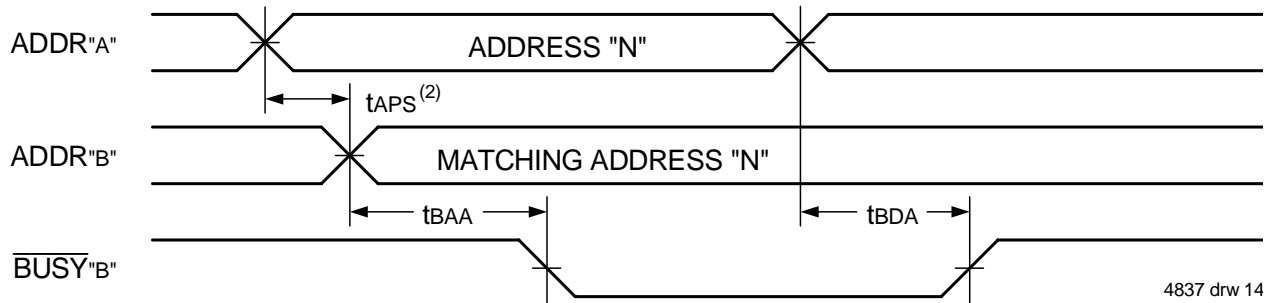 ADDR"A"
ADDRESS "N"
tAPS(2)
ADDR"B"
MATCHING ADDRESS "N"
tBAA
tBDA
BUSY"B"
4837 drw 14